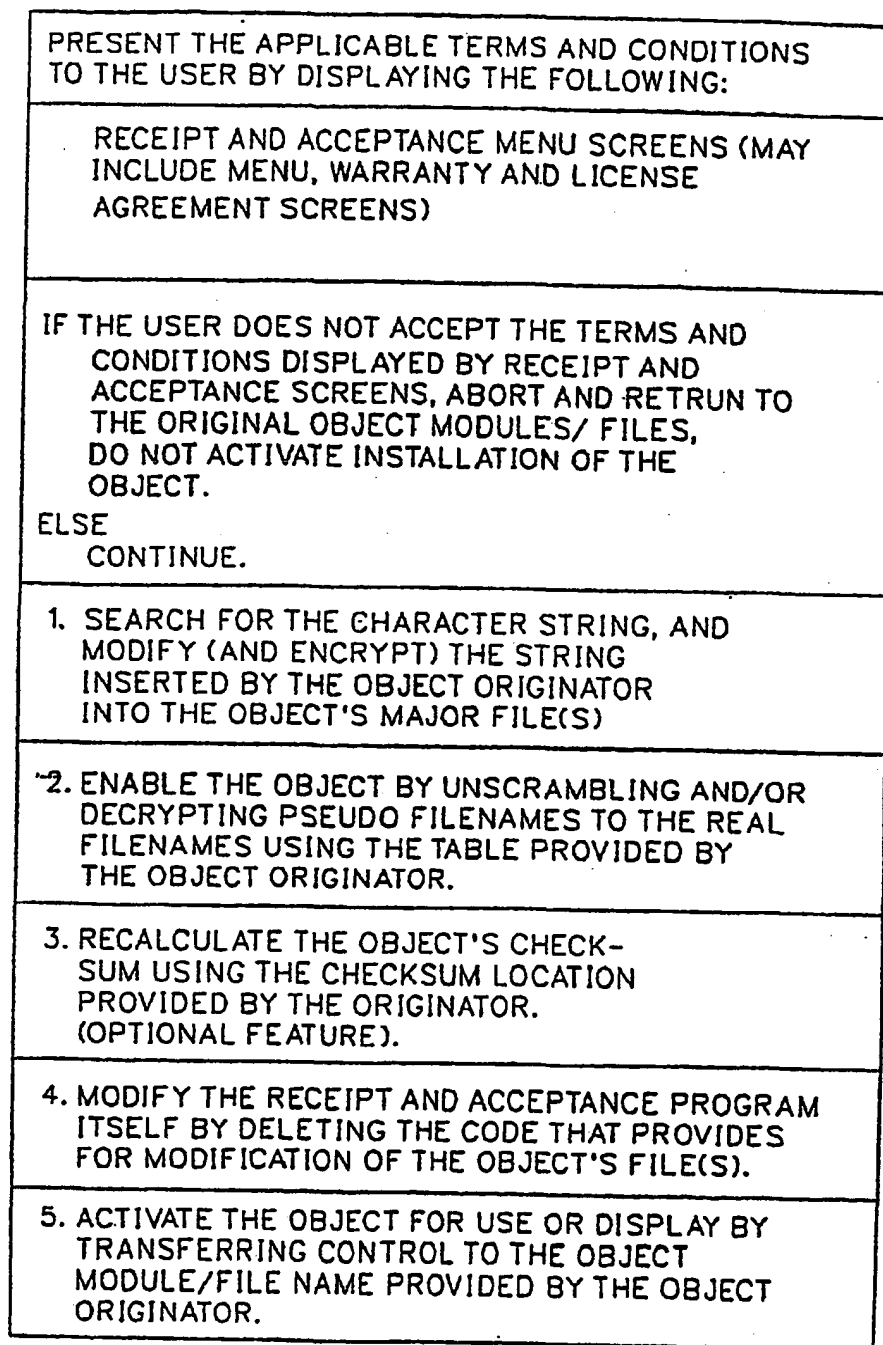 PRESENT THE APPLICABLE TERMS AND CONDITIONS
TO THE USER BY DISPLAYING THE FOLLOWING:
RECEIPT AND ACCEPTANCE MENU SCREENS (MAY
INCLUDE MENU, WARRANTY AND LICENSE
AGREEMENT SCREENS)
IF THE USER DOES NOT ACCEPT THE TERMS AND
CONDITIONS DISPLAYED BY RECEIPT AND
ACCEPTANCE SCREENS, ABORT AND RETRUN TO
THE ORIGINAL OBJECT MODULES/ FILES,
DO NOT ACTIVATE INSTALLATION OF THE
OBJECT.
ELSE
CONTINUE.
1. SEARCH FOR THE CHARACTER STRING, AND
MODIFY (AND ENCRYPT) THE STRING
INSERTED BY THE OBJECT ORIGINATOR
INTO THE OBJECT'S MAJOR FILE(S)
2. ENABLE THE OBJECT BY UNSCRAMBLING AND/OR
DECRYPTING PSEUDO FILENAMES TO THE REAL
FILENAMES USING THE TABLE PROVIDED BY
THE OBJECT ORIGINATOR.
3. RECALCULATE THE OBJECT'S CHECK-
SUM USING THE CHECKSUM LOCATION
PROVIDED BY THE ORIGINATOR.
(OPTIONAL FEATURE).
4. MODIFY THE RECEIPT AND ACCEPTANCE PROGRAM
ITSELF BY DELETING THE CODE THAT PROVIDES
FOR MODIFICATION OF THE OBJECT'S FILE(S).
5. ACTIVATE THE OBJECT FOR USE OR DISPLAY BY
TRANSFERRING CONTROL TO THE OBJECT
MODULE/FILE NAME PROVIDED BY THE OBJECT
ORIGINATOR.